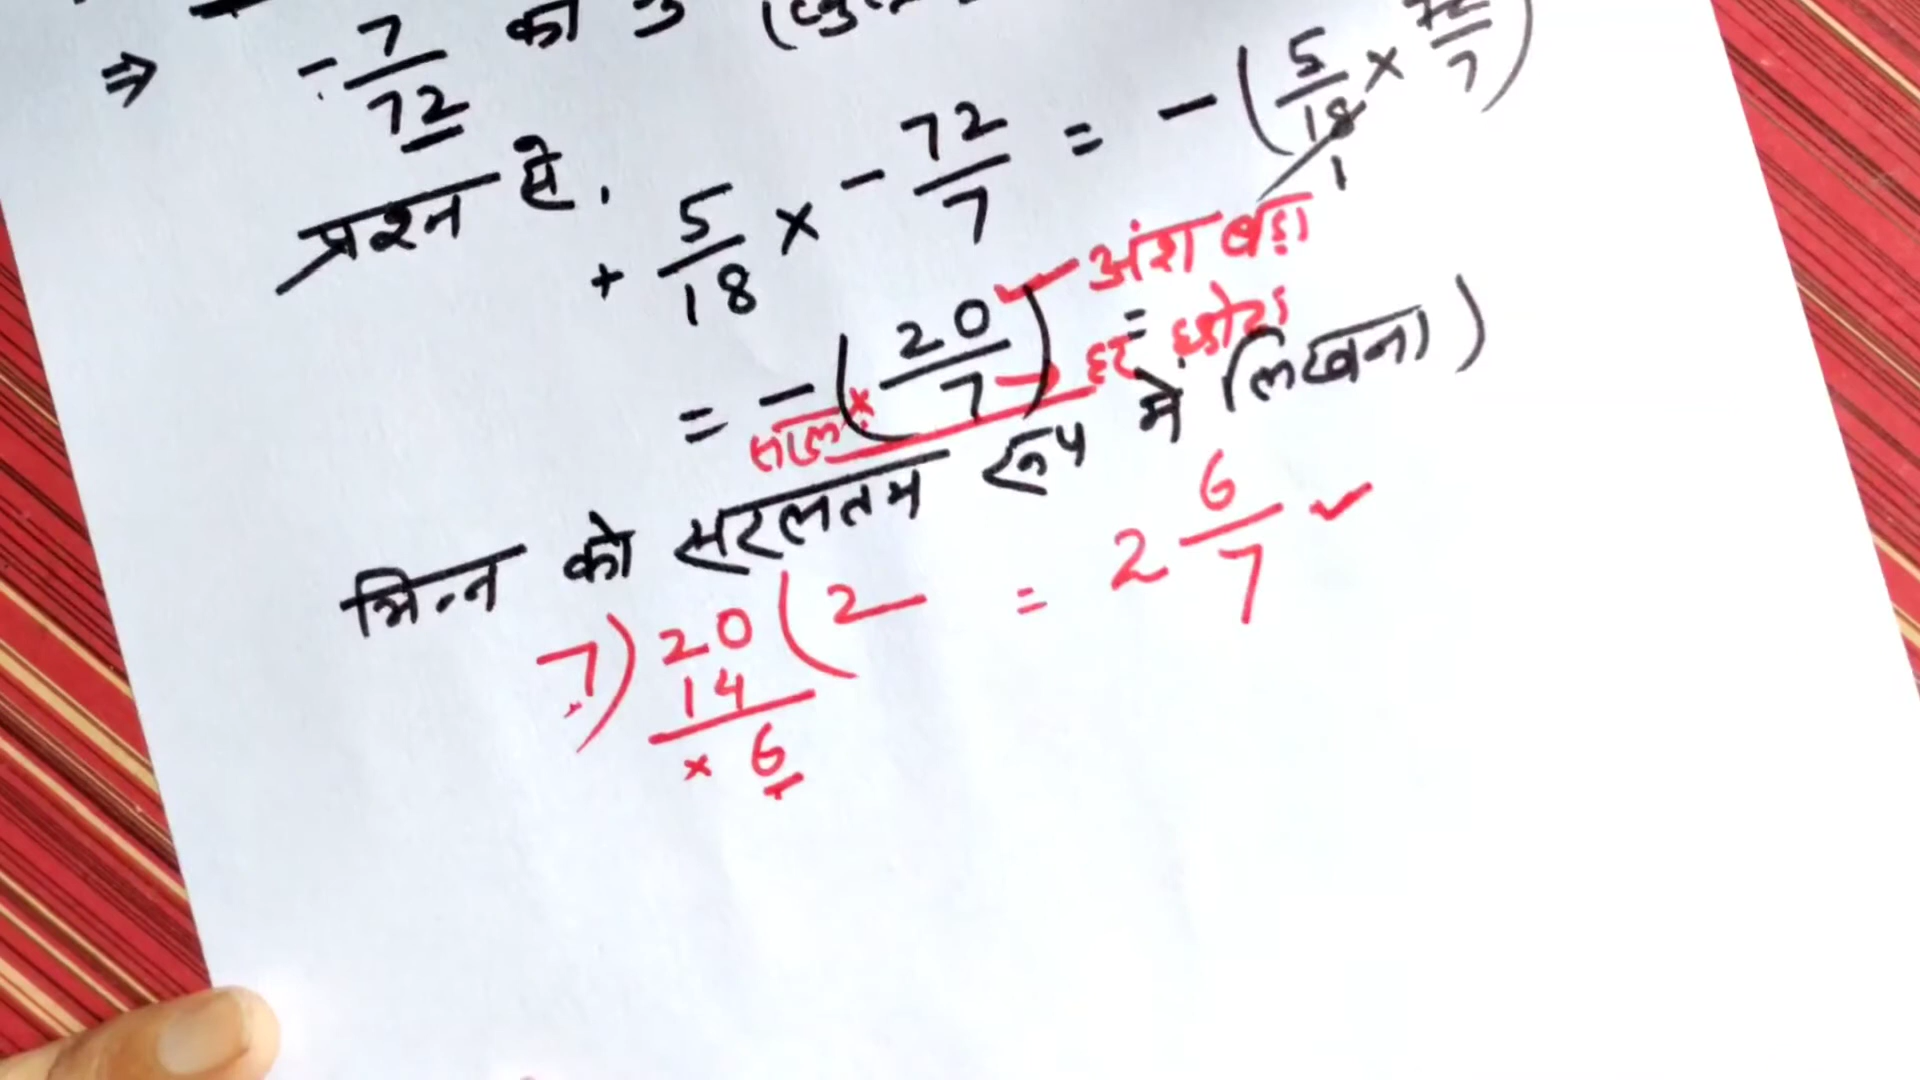 ⇒ - 7/72 का
प्रश्न से. + 5/18 × - 72/7 = - (5/18 × 72/7)
1
= - (20/7) =
अंश बड़ा
हर छोटा
भिन्न को सरलतम रूप में लिखना)
7) 20 (2 = 2 6/7 ✓
14
× 6